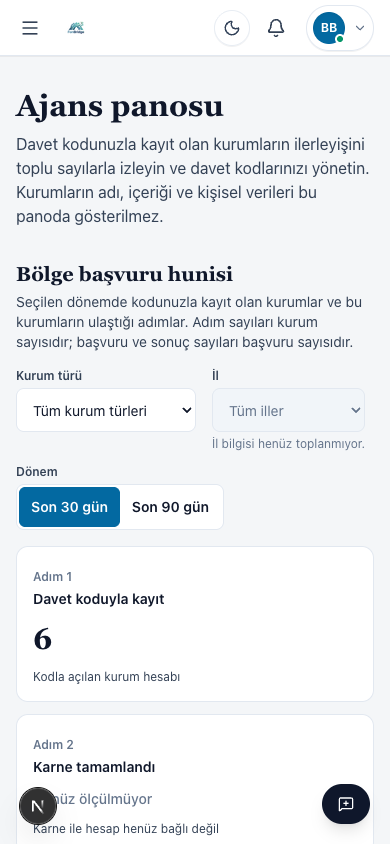 BB
Ajans panosu
Davet kodunuzla kayıt olan kurumların ilerleyişini
toplu sayılarla izleyin ve davet kodlarınızı yönetin.
Kurumların adı, içeriği ve kişisel verileri bu
panoda gösterilmez.
Bölge başvuru hunisi
Seçilen dönemde kodunuzla kayıt olan kurumlar ve bu
kurumların ulaştığı adımlar. Adım sayıları kurum
sayısıdır; başvuru ve sonuç sayıları başvuru sayısıdır.
Kurum türü
İl
Tüm kurum türleri
Tüm iller
İl bilgisi henüz toplanmıyor.
Dönem
Son 30 gün
Son 90 gün
Adım 1
Davet koduyla kayıt
6
Kodla açılan kurum hesabı
Adım 2
Karne tamamlandı
ölçülmüyor
N
Karne ile hesap henüz bağlı değil